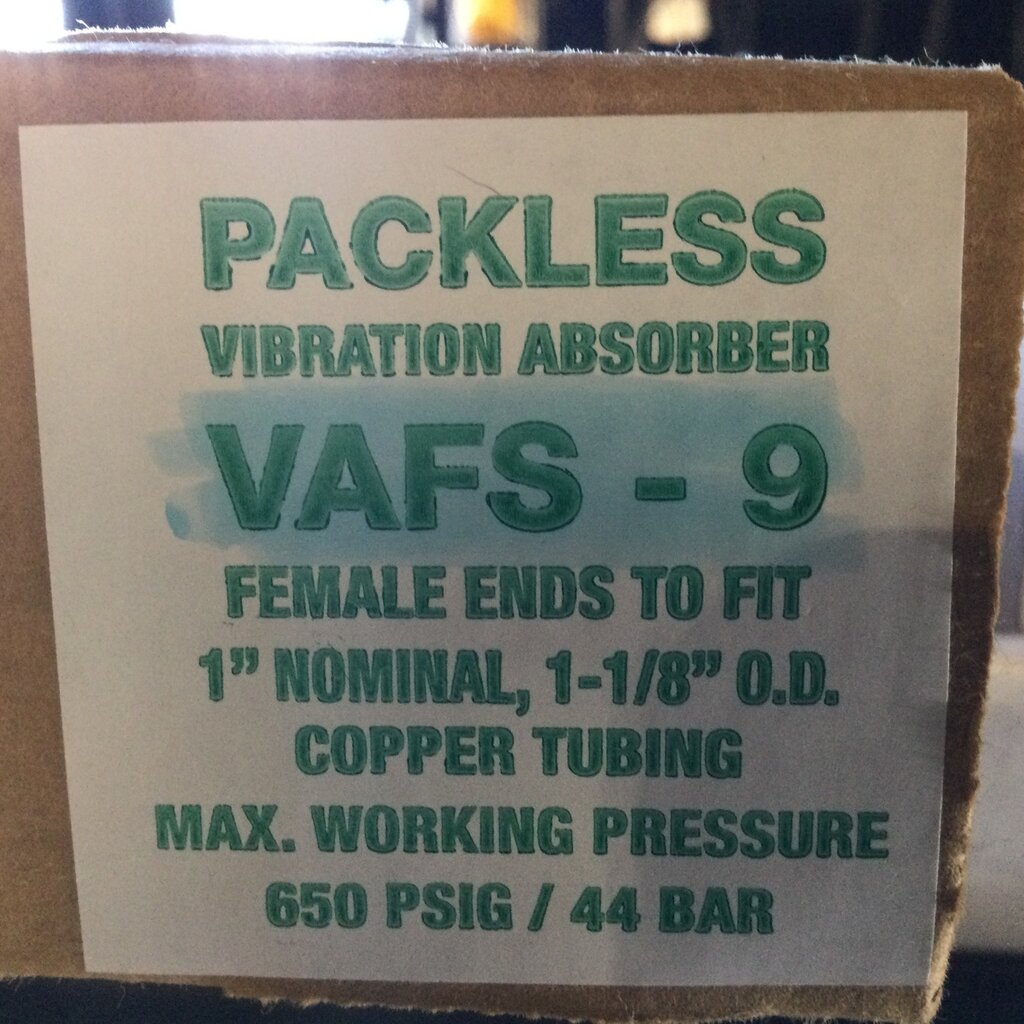 PACKLESS
VIBRATION ABSORBER
VAFS - 9
FEMALE ENDS TO FIT
1” NOMINAL, 1-1/8” O.D.
COPPER TUBING
MAX. WORKING PRESSURE
650 PSIG / 44 BAR